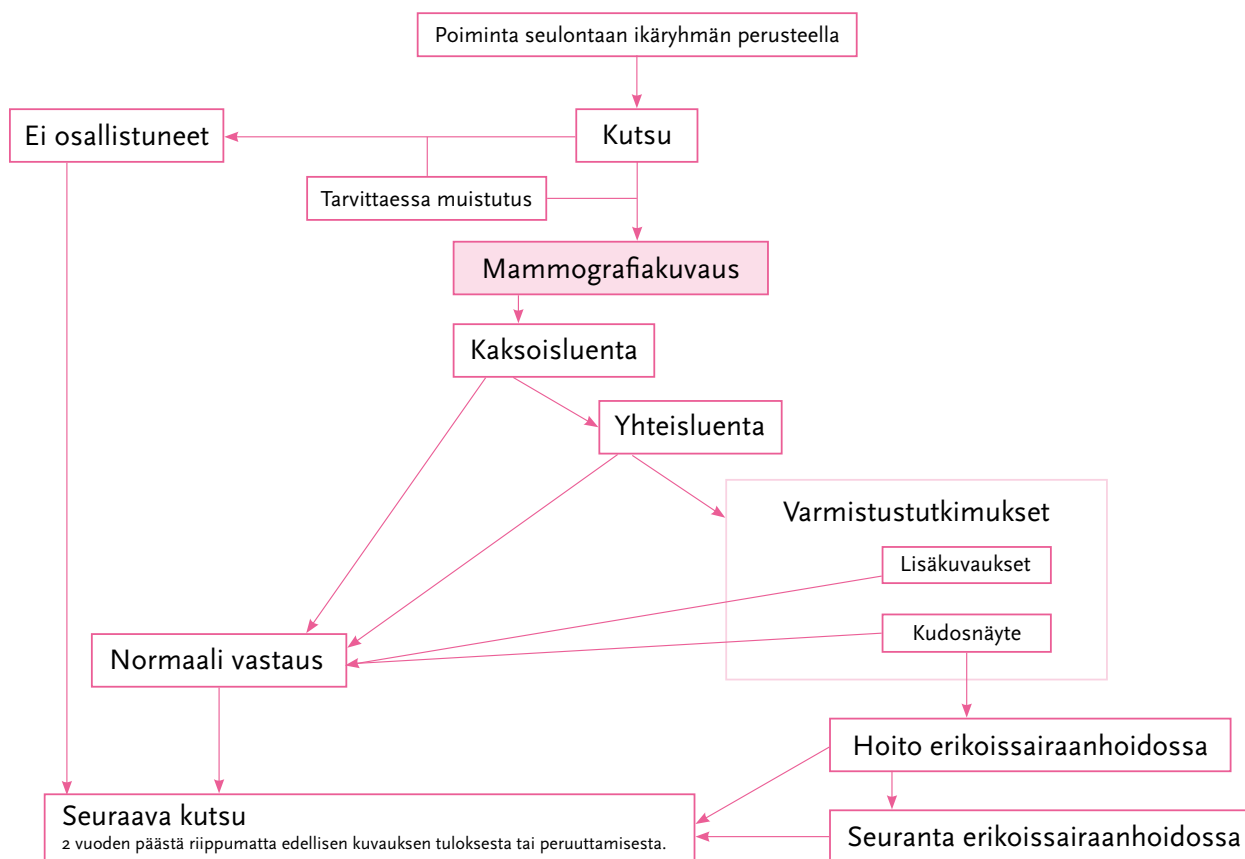 Poiminta seulontaan ikäryhmän perusteella
Ei osallistuneet
Kutsu
Tarvittaessa muistutus
Mammografiakuvaus
Kaksoisluenta
Yhteisluenta
Varmistustutkimukset
Lisäkuvaukset
Kudosnäyte
Normaali vastaus
Hoito erikoissairaanhoidossa
Seuraava kutsu
2 vuoden päästä riippumatta edellisen kuvauksen tuloksesta tai peruuttamisesta.
Seuranta erikoissairaanhoidossa